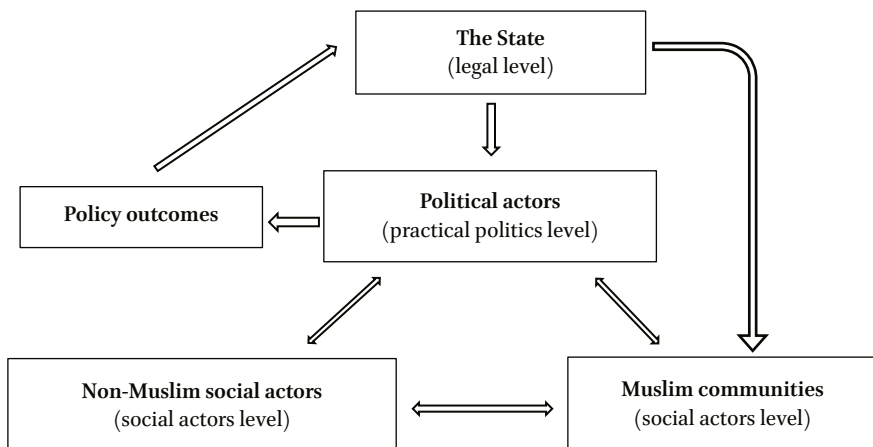 The State
(legal level)
Policy outcomes
Political actors
(practical politics level)
Non-Muslim social actors
(social actors level)
Muslim communities
(social actors level)